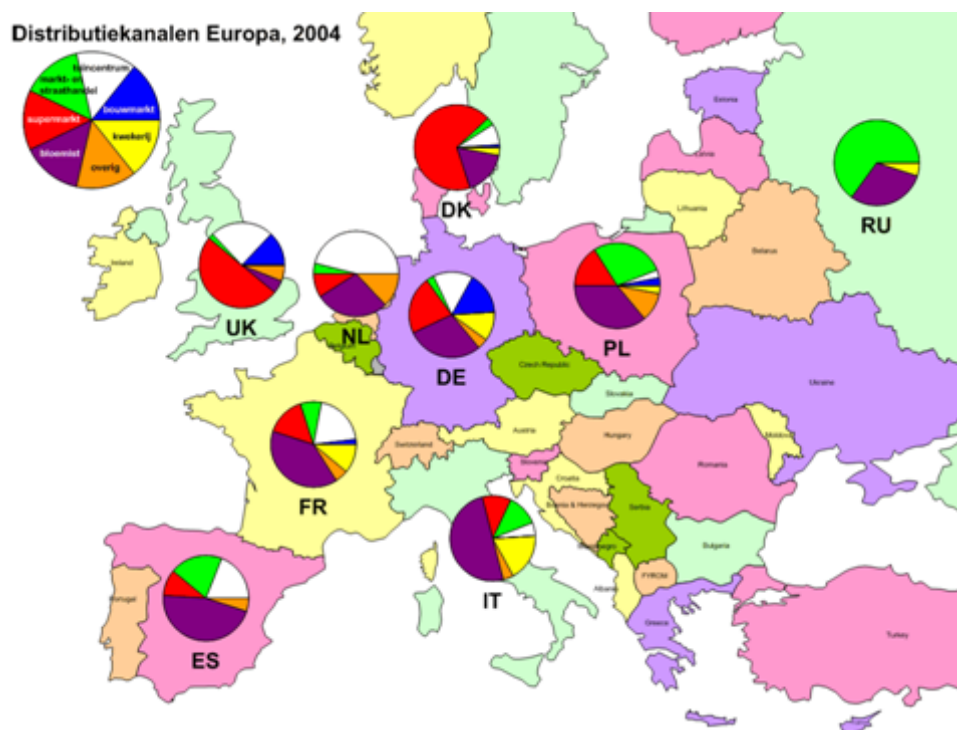 Distributiekanalen Europa, 2004
tuincentrum
markt- en
straathandel
bouwmarkt
supermarkt
kwekerij
bloemist
overig
Estonia
Latvia
DK
Lithuania
RU
Ireland
Belarus
UK
NL
DE
PL
Czech Republic
Ukraine
Slovakia
Austria
Moldova
Switzerland
Hungary
Slovenia
Romania
Croatia
FR
Bosnia & Herzegovina
Serbia
Bulgaria
Albania
FYROM
Portugal
IT
Greece
Turkey
ES